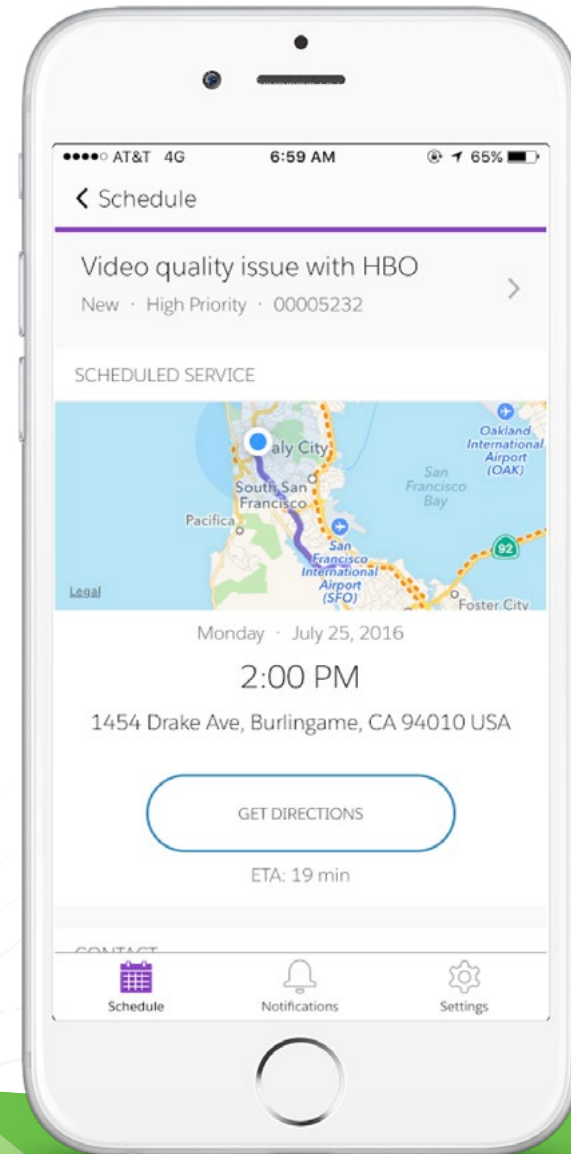 ●●●●○ AT&T 4G 6:59 AM 65%
Schedule
Video quality issue with HBO
New · High Priority · 00005232
SCHEDULED SERVICE
Oakland
International
Airport
(OAK)
aly City
San
Francisco
Bay
South San
Francisco
Pacifica
92
San
Francisco
International
Airport
(SFO)
Legal
Foster City
Monday · July 25, 2016
2:00 PM
1454 Drake Ave, Burlingame, CA 94010 USA
GET DIRECTIONS
ETA: 19 min
CONTACT
Schedule Notifications Settings